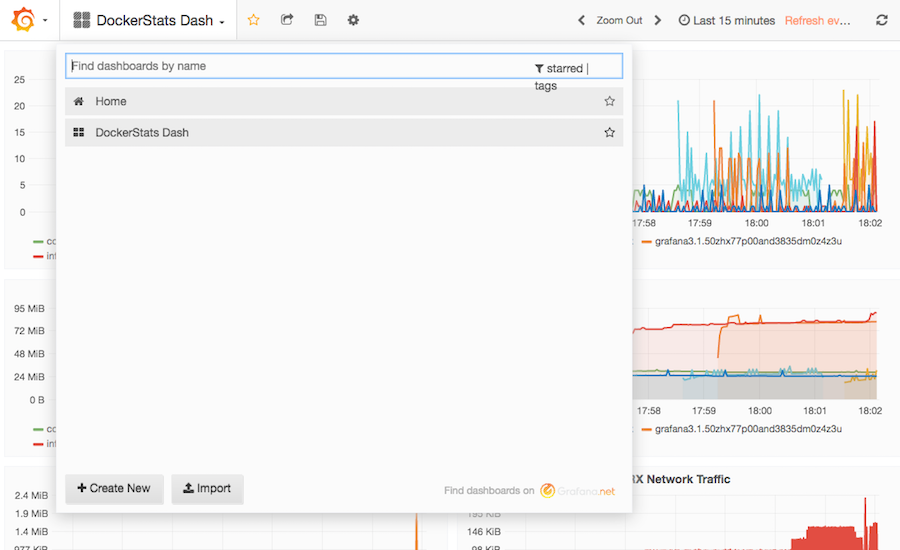 DockerStats Dash
Zoom Out
Last 15 minutes
Refresh ev...
Find dashboards by name
starred |
tags
Home
DockerStats Dash
25
20
15
10
5
0
17:58 17:59 18:00 18:01 18:02
grafana3.1.50zhx77p00and3835dm0z4z3u
95 MiB
72 MiB
48 MiB
24 MiB
0 B
17:58 17:59 18:00 18:01 18:02
grafana3.1.50zhx77p00and3835dm0z4z3u
Create New
Import
Find dashboards on Grafana.net
RX Network Traffic
2.4 MiB
1.9 MiB
1.4 MiB
977 KiB
195 KiB
146 KiB
98 KiB